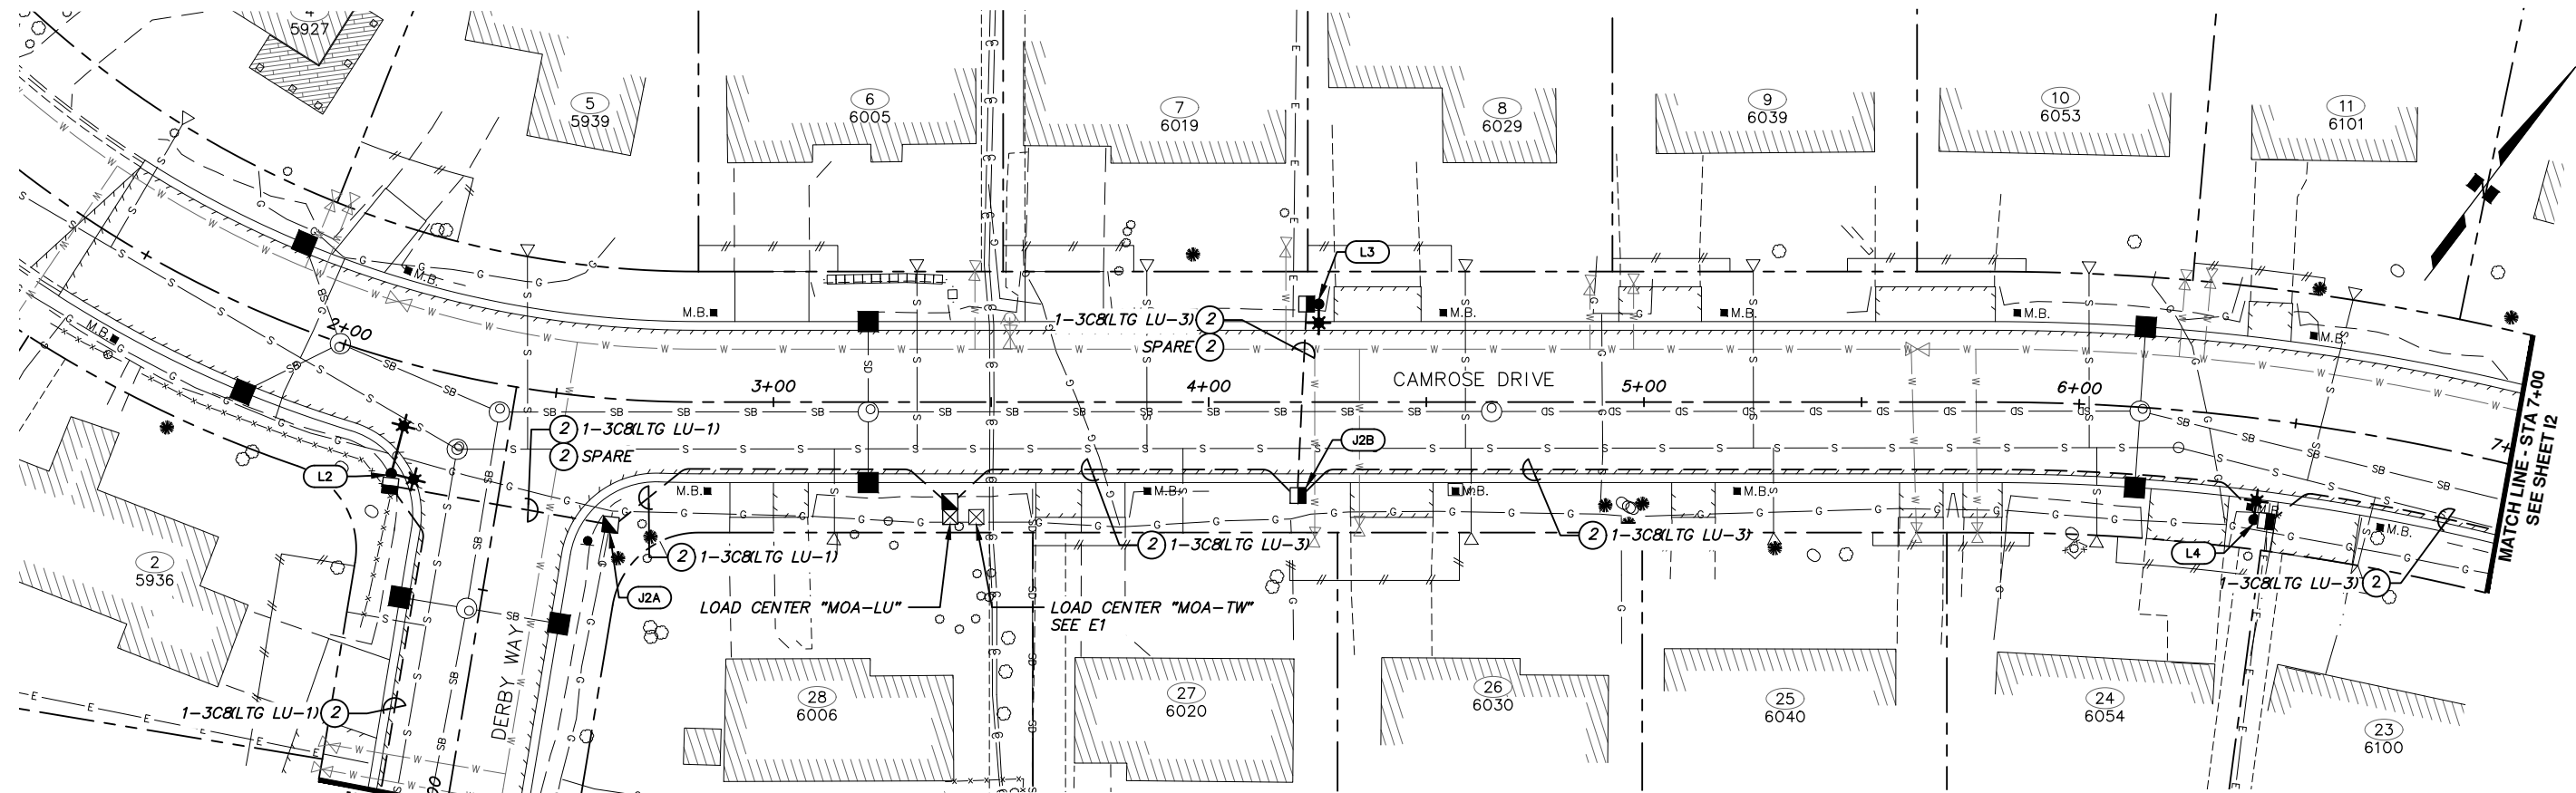 4
5927
5
5939
6
6005
7
6019
8
6029
9
6039
10
6053
11
6101
L3
M.B.
M.B.
M.B.
M.B.
M.B.
M.B.
M.B.
2+00
1-3C8(LTG LU-3) 2
SPARE 2
3+00
4+00
CAMROSE DRIVE
5+00
6+00
7+
MATCH LINE - STA 7+00
SEE SHEET I2
2 1-3C8(LTG LU-1)
2 SPARE
J2B
L2
M.B.
M.B.
M.B.
M.B.
M.B.
M.B.
2 1-3C8(LTG LU-1)
2 1-3C8(LTG LU-3)
2 1-3C8(LTG LU-3)
L4
1-3C8(LTG LU-3) 2
J2A
LOAD CENTER "MOA-LU"
LOAD CENTER "MOA-TW"
SEE E1
2
5936
DERBY WAY
1-3C8(LTG LU-1) 2
28
6006
27
6020
26
6030
25
6040
24
6054
23
6100